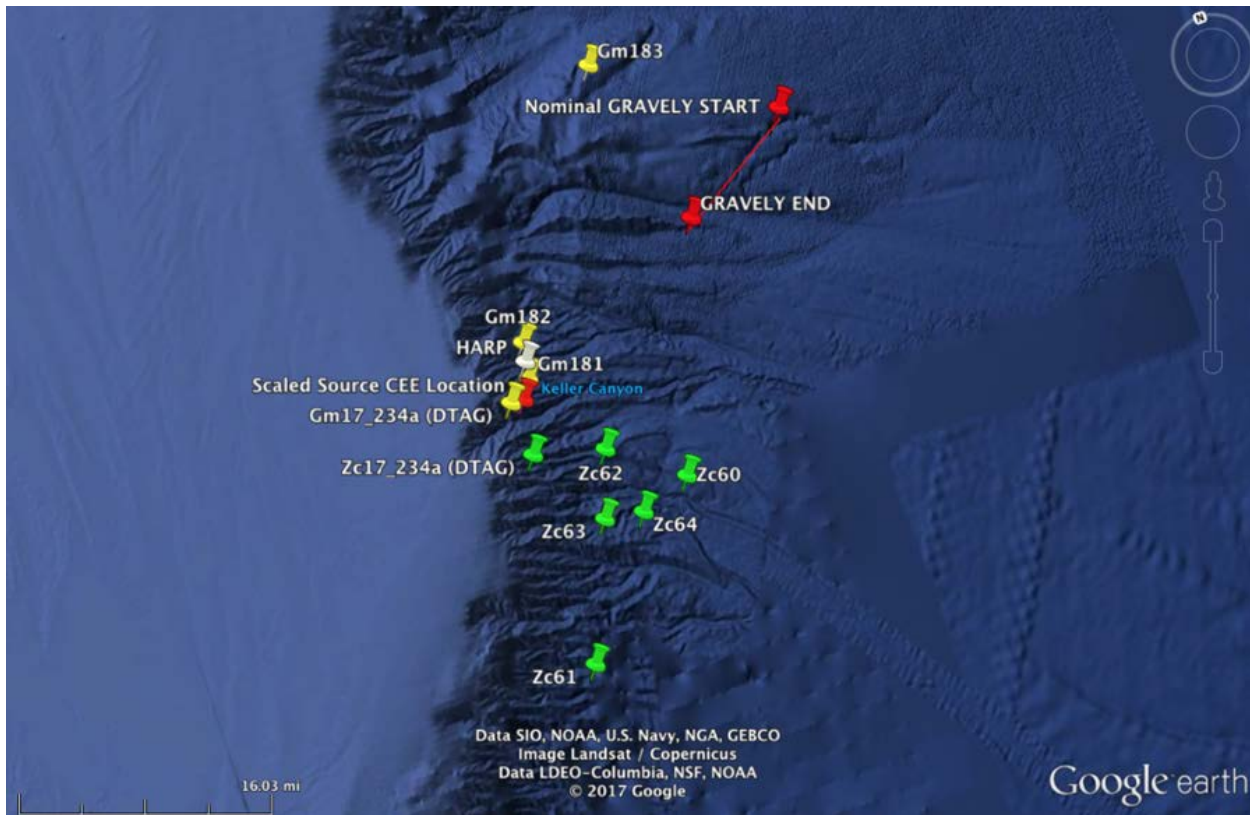 N
Gm183
Nominal GRAVELY START
GRAVELY END
Gm182
HARP
Gm181
Scaled Source CEE Location
Keller Canyon
Gm17_234a (DTAG)
Zc17_234a (DTAG)
Zc62
Zc60
Zc63
Zc64
Zc61
Data SIO, NOAA, U.S. Navy, NGA, GEBCO
Image Landsat / Copernicus
Data LDEO-Columbia, NSF, NOAA
© 2017 Google
16.03 mi
Google earth